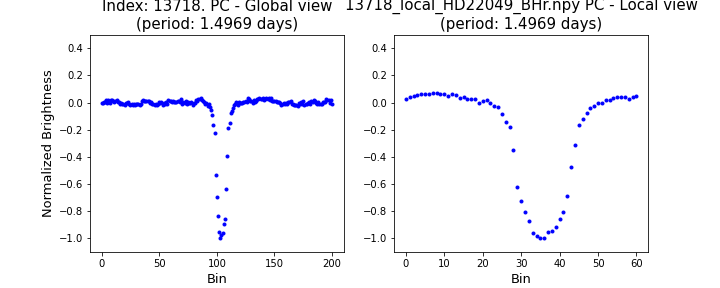 Index: 13718. PC - Global view
(period: 1.4969 days)
13718_local_HD22049_BHr.npy PC - Local view
(period: 1.4969 days)
Normalized Brightness
0.4
0.2
0.0
−0.2
−0.4
−0.6
−0.8
−1.0
0 50 100 150 200
Bin
0.4
0.2
0.0
−0.2
−0.4
−0.6
−0.8
−1.0
0 10 20 30 40 50 60
Bin